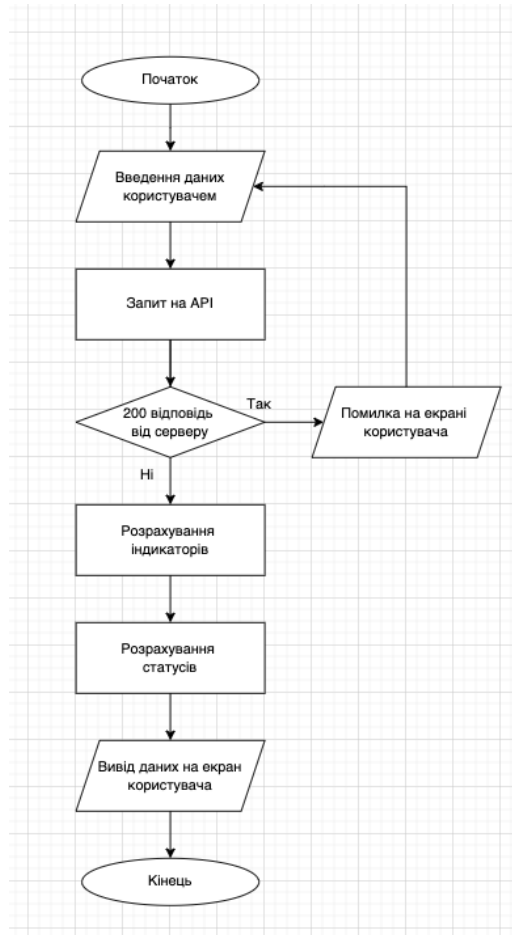 Початок
Введення даних
користувачем
Запит на API
200 відповідь
від серверу
Так
Помилка на екрані
користувача
Ні
Розрахування
індикаторів
Розрахування
статусів
Вивід даних на екран
користувача
Кінець